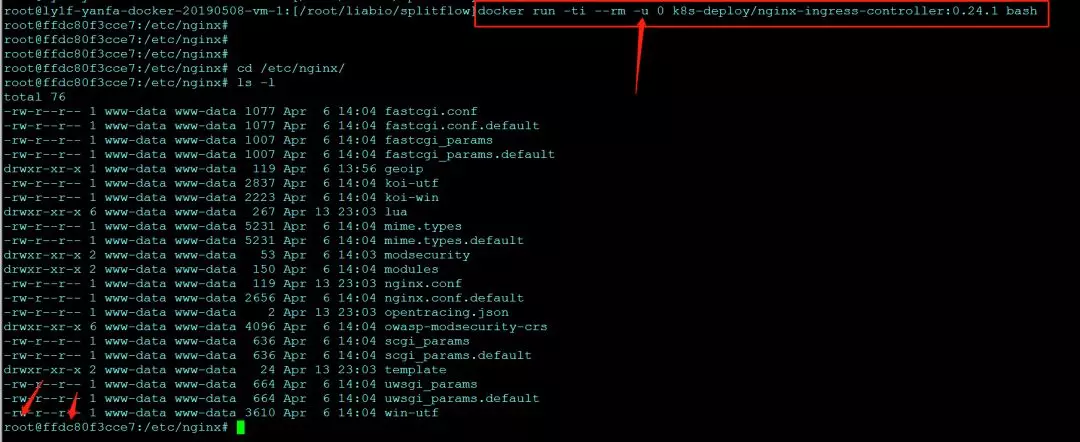 root@ly1f-yanfa-docker-20190508-vm-1:[/root/liabio/splitflow]docker run -ti --rm -u 0 k8s-deploy/nginx-ingress-controller:0.24.1 bash
root@ffdc80f3cce7:/etc/nginx#
root@ffdc80f3cce7:/etc/nginx#
root@ffdc80f3cce7:/etc/nginx#
root@ffdc80f3cce7:/etc/nginx# cd /etc/nginx/
root@ffdc80f3cce7:/etc/nginx# ls -l
total 76
-rw-r--r-- 1 www-data www-data 1077 Apr  6 14:04 fastcgi.conf
-rw-r--r-- 1 www-data www-data 1077 Apr  6 14:04 fastcgi.conf.default
-rw-r--r-- 1 www-data www-data 1007 Apr  6 14:04 fastcgi_params
-rw-r--r-- 1 www-data www-data 1007 Apr  6 14:04 fastcgi_params.default
drwxr-xr-x 1 www-data www-data  119 Apr  6 13:56 geoip
-rw-r--r-- 1 www-data www-data 2837 Apr  6 14:04 koi-utf
-rw-r--r-- 1 www-data www-data 2223 Apr  6 14:04 koi-win
drwxr-xr-x 6 www-data www-data  267 Apr 13 23:03 lua
-rw-r--r-- 1 www-data www-data 5231 Apr  6 14:04 mime.types
-rw-r--r-- 1 www-data www-data 5231 Apr  6 14:04 mime.types.default
drwxr-xr-x 2 www-data www-data   53 Apr  6 14:03 modsecurity
drwxr-xr-x 2 www-data www-data  150 Apr  6 14:04 modules
-rw-r--r-- 1 www-data www-data  119 Apr 13 23:03 nginx.conf
-rw-r--r-- 1 www-data www-data 2656 Apr  6 14:04 nginx.conf.default
-rw-r--r-- 1 www-data www-data    2 Apr 13 23:03 opentracing.json
drwxr-xr-x 6 www-data www-data 4096 Apr  6 14:04 owasp-modsecurity-crs
-rw-r--r-- 1 www-data www-data  636 Apr  6 14:04 scgi_params
-rw-r--r-- 1 www-data www-data  636 Apr  6 14:04 scgi_params.default
drwxr-xr-x 2 www-data www-data   24 Apr 13 23:03 template
-rw-r--r-- 1 www-data www-data  664 Apr  6 14:04 uwsgi_params
-rw-r--r-- 1 www-data www-data  664 Apr  6 14:04 uwsgi_params.default
-rw-r--r-- 1 www-data www-data 3610 Apr  6 14:04 win-utf
root@ffdc80f3cce7:/etc/nginx#